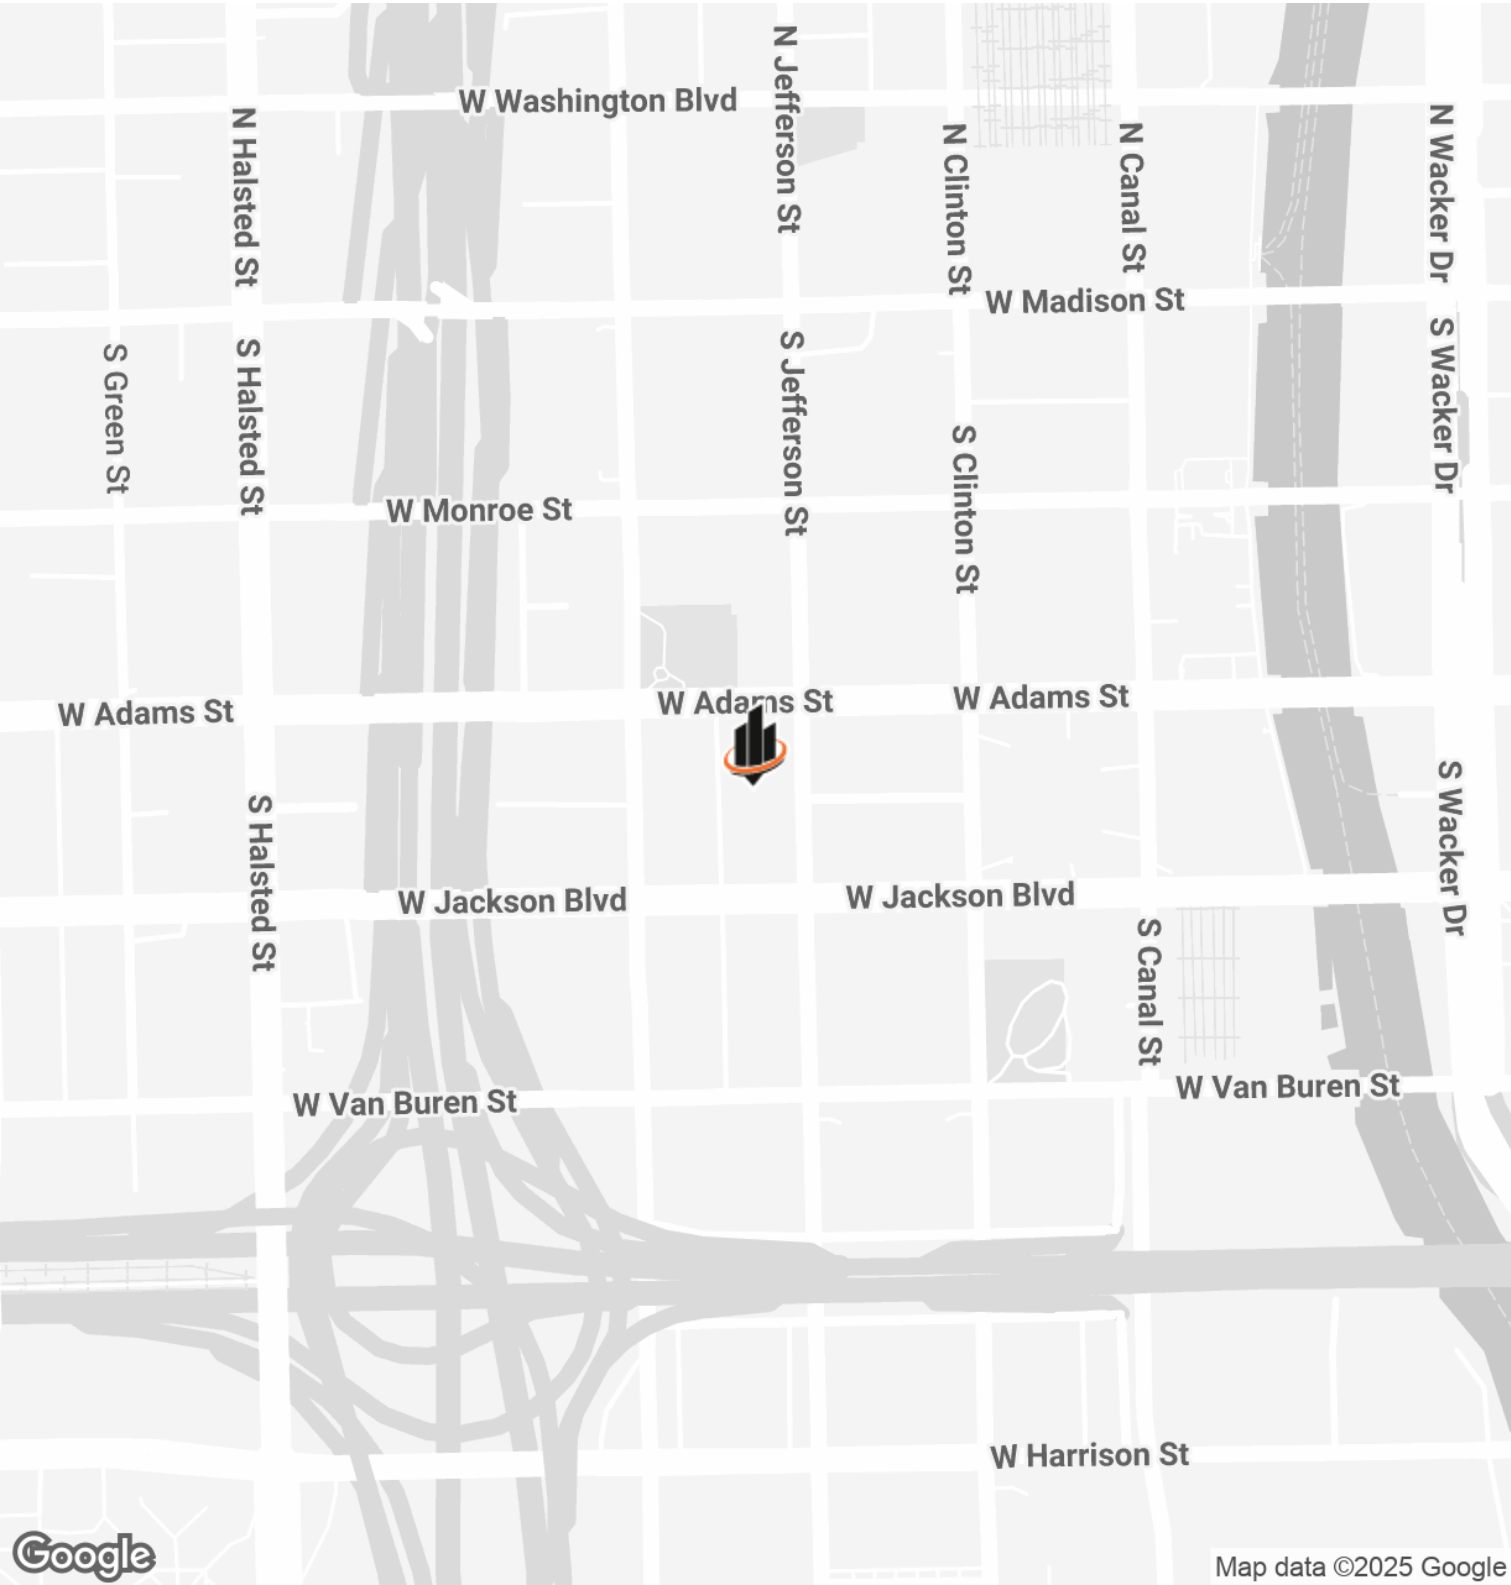 W Washington Blvd
N Jefferson St
N Halsted St
N Clinton St
N Canal St
N Wacker Dr
W Madison St
S Green St
S Halsted St
S Jefferson St
S Clinton St
S Wacker Dr
W Monroe St
W Adams St
W Adams St
W Adams St
S Halsted St
S Wacker Dr
W Jackson Blvd
W Jackson Blvd
S Canal St
W Van Buren St
W Van Buren St
W Harrison St
Google
Map data ©2025 Google